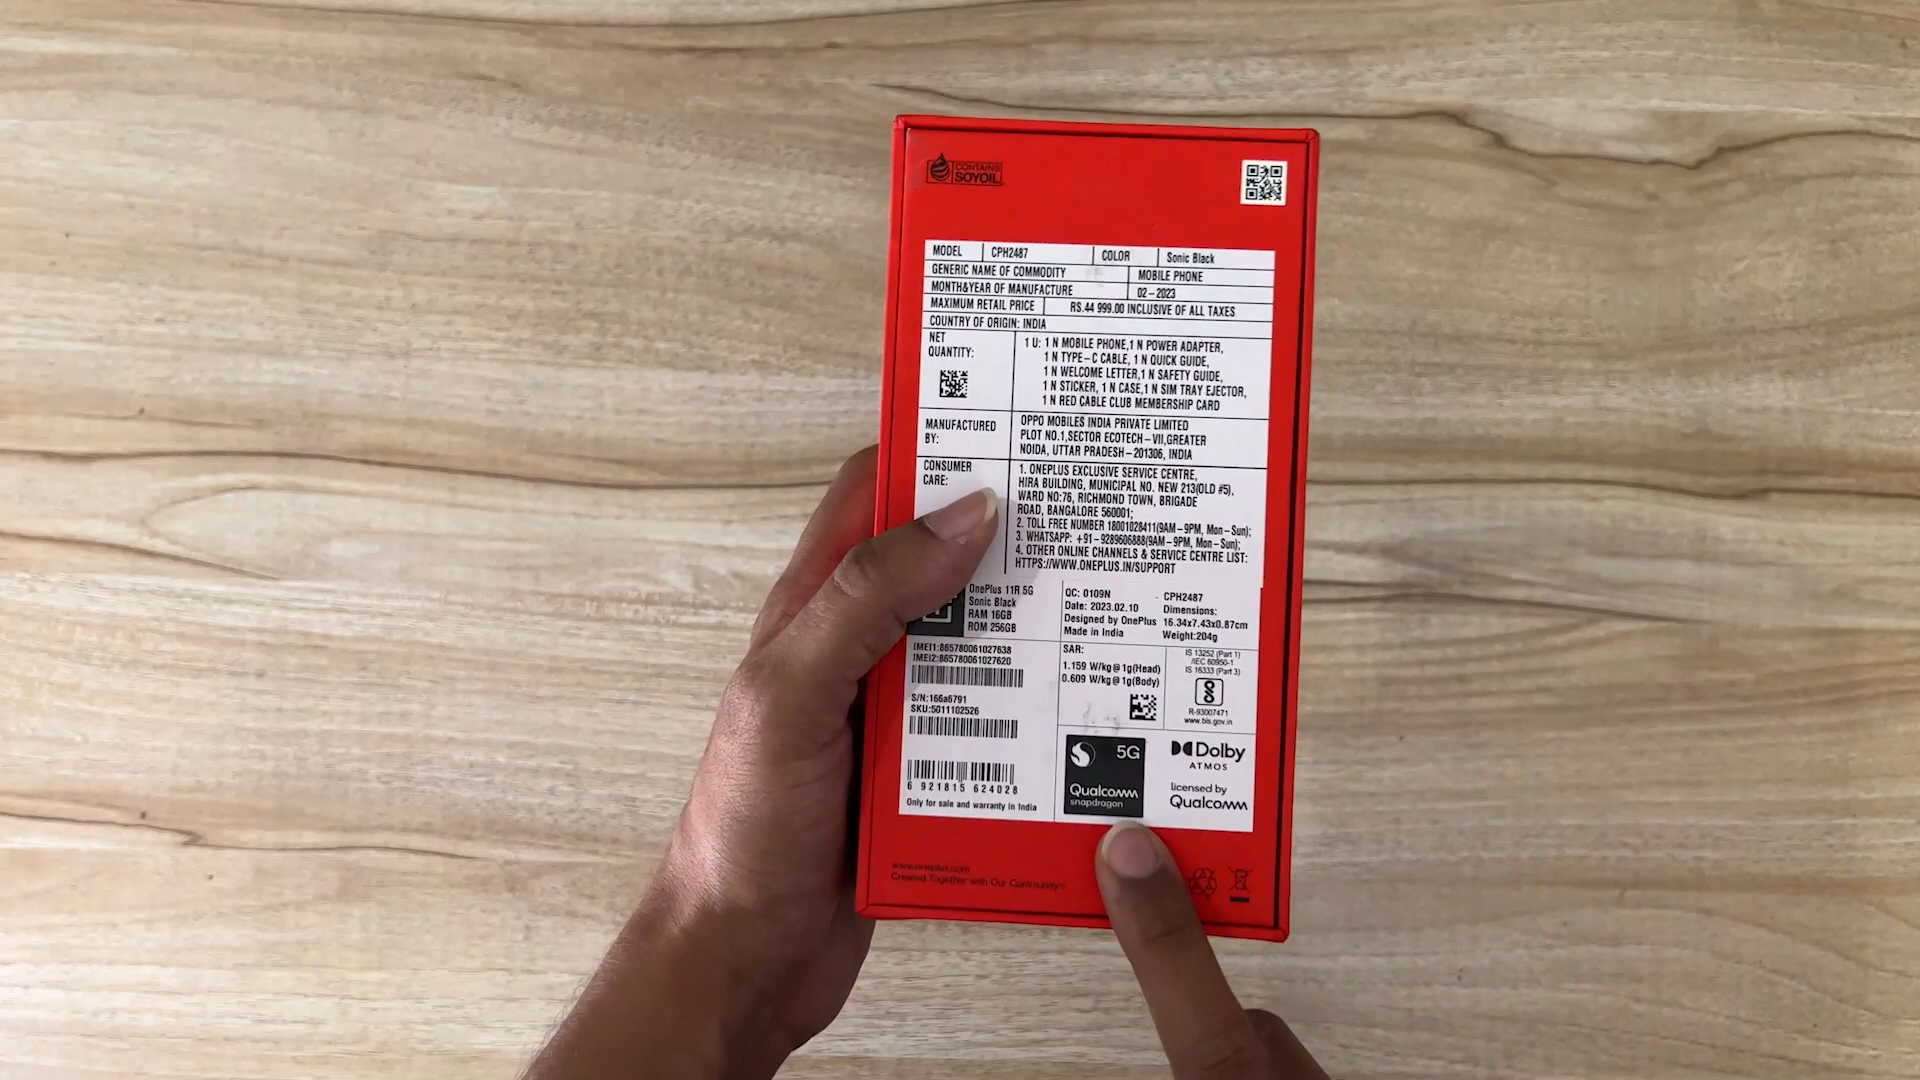 CONTAINS
SOYOIL
MODEL CPH2487 COLOR Sonic Black
GENERIC NAME OF COMMODITY MOBILE PHONE
MONTH&YEAR OF MANUFACTURE 02-2023
MAXIMUM RETAIL PRICE RS.44 999.00 INCLUSIVE OF ALL TAXES
COUNTRY OF ORIGIN: INDIA
NET
QUANTITY:
1 U: 1 N MOBILE PHONE,1 N POWER ADAPTER,
1 N TYPE-C CABLE, 1 N QUICK GUIDE,
1 N WELCOME LETTER,1 N SAFETY GUIDE,
1 N STICKER, 1 N CASE,1 N SIM TRAY EJECTOR,
1 N RED CABLE CLUB MEMBERSHIP CARD
MANUFACTURED
BY:
OPPO MOBILES INDIA PRIVATE LIMITED
PLOT NO.1,SECTOR ECOTECH-VII,GREATER
NOIDA, UTTAR PRADESH-201306, INDIA
CONSUMER
CARE:
1. ONEPLUS EXCLUSIVE SERVICE CENTRE,
HIRA BUILDING, MUNICIPAL NO. NEW 213(OLD #5),
WARD NO:76, RICHMOND TOWN, BRIGADE
ROAD, BANGALORE 560001;
2. TOLL FREE NUMBER 18001028411(9AM-9PM, Mon-Sun);
3. WHATSAPP: +91-9289606888(9AM-9PM, Mon-Sun);
4. OTHER ONLINE CHANNELS & SERVICE CENTRE LIST:
HTTPS://WWW.ONEPLUS.IN/SUPPORT
OnePlus 11R 5G
Sonic Black
RAM 16GB
ROM 256GB
QC: 0109N
Date: 2023.02.10
Designed by OnePlus
Made in India
CPH2487
Dimensions:
16.34x7.43x0.87cm
Weight:204g
IMEI1:865780061027638
IMEI2:865780061027620
S/N:166a6791
SKU:5011102526
SAR:
1.159 W/kg@1g(Head)
0.609 W/kg@1g(Body)
IS 13252 (Part 1)
/IEC 60950-1
IS 16333 (Part 3)
R-93007471
www.bis.gov.in
6 921815 624028
Only for sale and warranty in India
5G
Qualcomm
snapdragon
Dolby
ATMOS
licensed by
Qualcomm
www.oneplus.com
Created Together with Our Community©